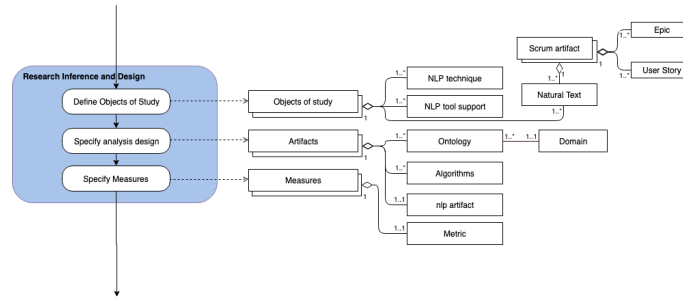 Epic
Scrum artifact
1..*
1
1
User Story
1..*
Research Inference and Design
1..*
NLP technique
1..*
Natural Text
Define Objects of Study
Objects of study
1..*
NLP tool support
1..*
1
Specify analysis design
Artifacts
1..*
Ontology
1..*
1..1
Domain
1
1..*
Specify Measures
Measures
Algorithms
1
1..1
nlp artifact
1..1
Metric